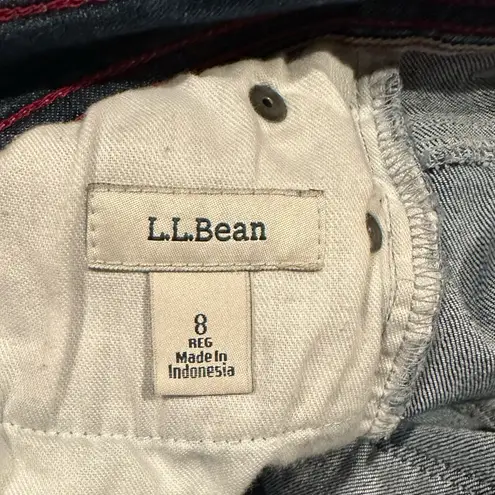 L.L.Bean
8
REG
Made In
Indonesia